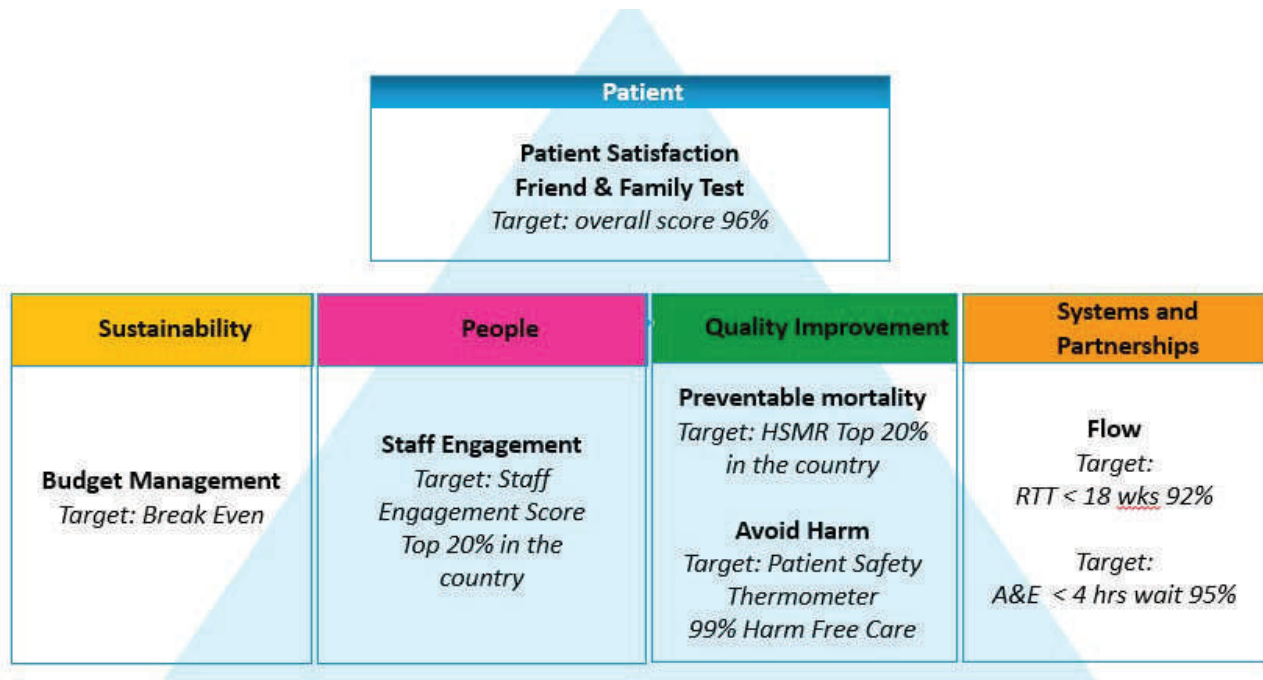 Patient
Patient Satisfaction
Friend & Family Test
Target: overall score 96%
Sustainability
Budget Management
Target: Break Even
People
Staff Engagement
Target: Staff
Engagement Score
Top 20% in the
country
Quality Improvement
Preventable mortality
Target: HSMR Top 20%
in the country
Avoid Harm
Target: Patient Safety
Thermometer
99% Harm Free Care
Systems and
Partnerships
Flow
Target:
RTT < 18 wks 92%
Target:
A&E < 4 hrs wait 95%